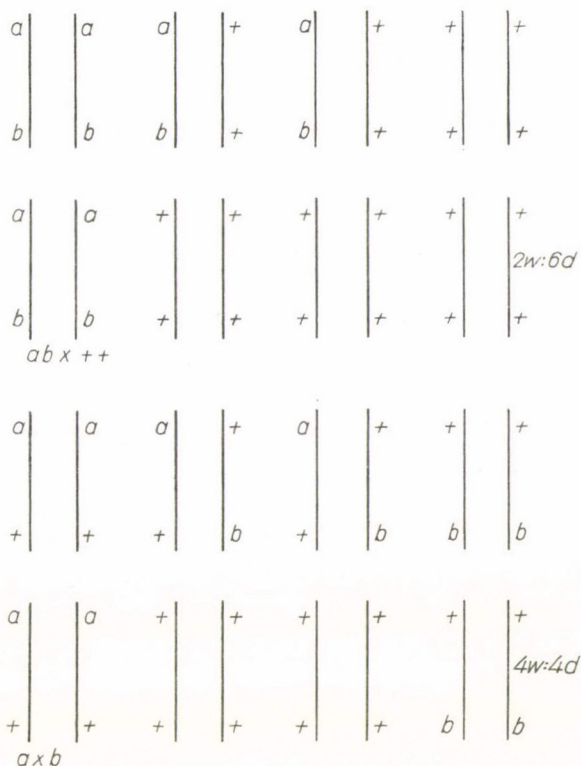 a a a + a + + +
b b b + b + + +
a a + + + + + +
2w:6d
b b + + + + + +
ab x ++
a a a + a + + +
+ + + b + b b b
a a + + + + + +
4w:4d
+ + + + + + b b
a x b